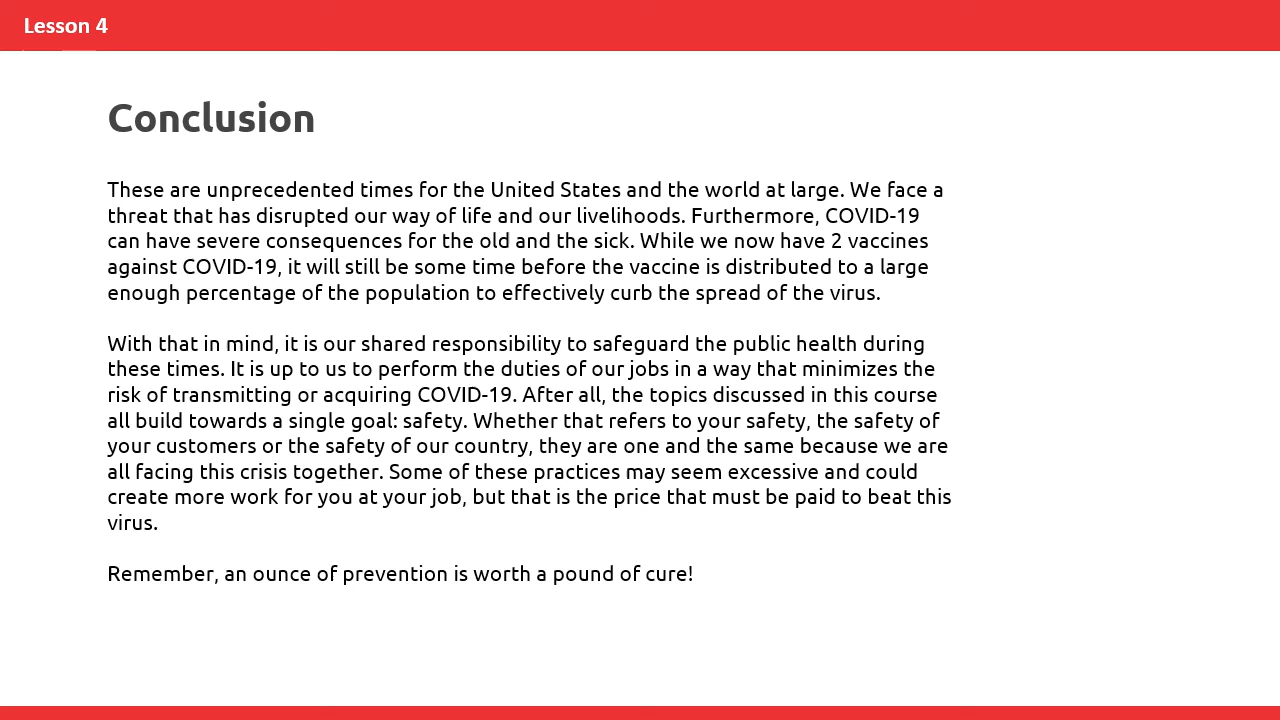 Lesson 4
Conclusion
These are unprecedented times for the United States and the world at large. We face a
threat that has disrupted our way of life and our livelihoods. Furthermore, COVID-19
can have severe consequences for the old and the sick. While we now have 2 vaccines
against COVID-19, it will still be some time before the vaccine is distributed to a large
enough percentage of the population to effectively curb the spread of the virus.
With that in mind, it is our shared responsibility to safeguard the public health during
these times. It is up to us to perform the duties of our jobs in a way that minimizes the
risk of transmitting or acquiring COVID-19. After all, the topics discussed in this course
all build towards a single goal: safety. Whether that refers to your safety, the safety of
your customers or the safety of our country, they are one and the same because we are
all facing this crisis together. Some of these practices may seem excessive and could
create more work for you at your job, but that is the price that must be paid to beat this
virus.
Remember, an ounce of prevention is worth a pound of cure!